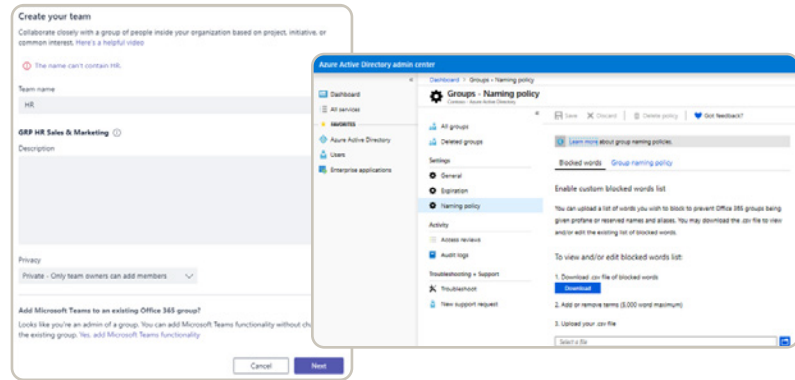 Create your team
Collaborate closely with a group of people inside your organization based on project, initiative, or
common interest. Here's a helpful video
The name can't contain HR.
Team name
HR
GRP HR Sales & Marketing
Description
Privacy
Private - Only team owners can add members
Add Microsoft Teams to an existing Office 365 group?
Looks like you're an admin of a group. You can add Microsoft Teams functionality without
the existing group. Yes, add Microsoft Teams functionality
Cancel
Next
Azure Active Directory admin center
Dashboard
All services
FAVORITES
Azure Active Directory
Users
Enterprise applications
Dashboard > Groups - Naming policy
Groups - Naming policy
Contoso - Azure Active Directory
All groups
Deleted groups
Settings
General
Expiration
Naming policy
Activity
Access reviews
Audit logs
Troubleshooting + Support
Troubleshoot
New support request
Save
Discard
Delete policy
Got feedback?
Learn more about group naming policies.
Blocked words
Group naming policy
Enable custom blocked words list
You can upload a list of words you wish to block to prevent Office 365 groups being
given profane or reserved names and aliases. You may download the .csv file to view
and/or edit the existing list of blocked words.
To view and/or edit blocked words list:
1. Download .csv file of blocked words
Download
2. Add or remove terms (5,000 word maximum)
3. Upload your .csv file
Select a file